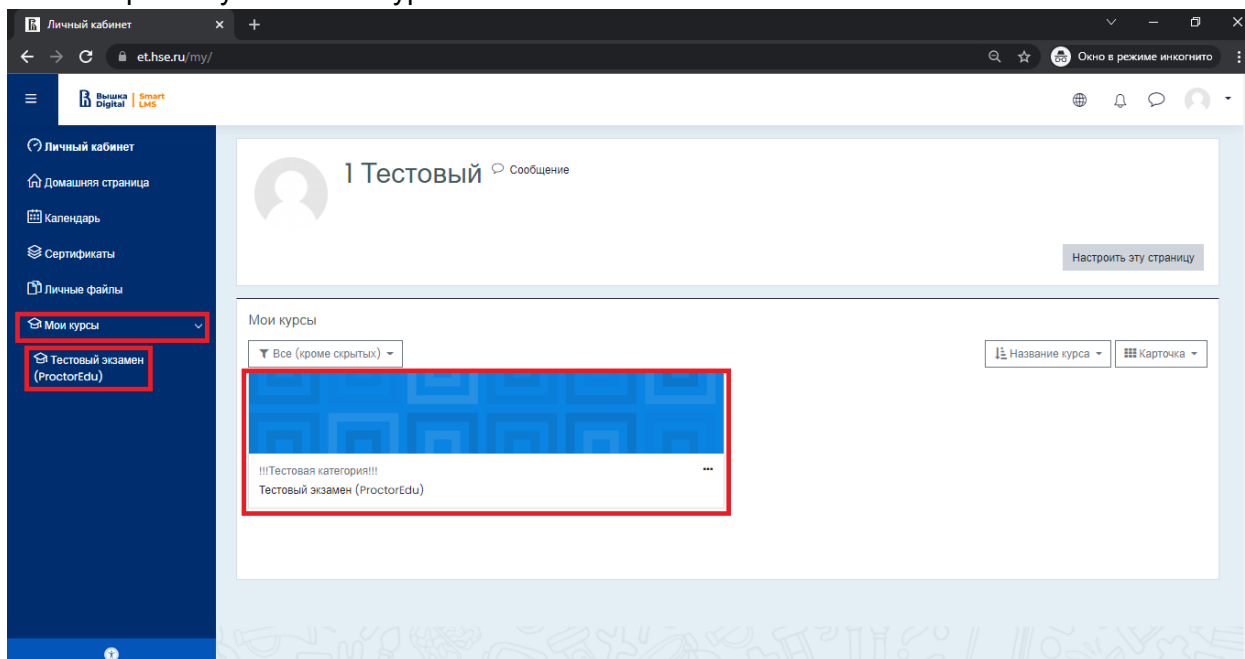 Личный кабинет
et.hse.ru/my/
Окно в режиме инкогнито
Вышка Digital | Smart LMS
Личный кабинет
Домашняя страница
Календарь
Сертификаты
Личные файлы
Мои курсы
Тестовый экзамен
(ProctorEdu)
1 Тестовый
Сообщение
Настроить эту страницу
Мои курсы
Все (кроме скрытых)
Название курса
Карточка
!!!Тестовая категория!!!
Тестовый экзамен (ProctorEdu)